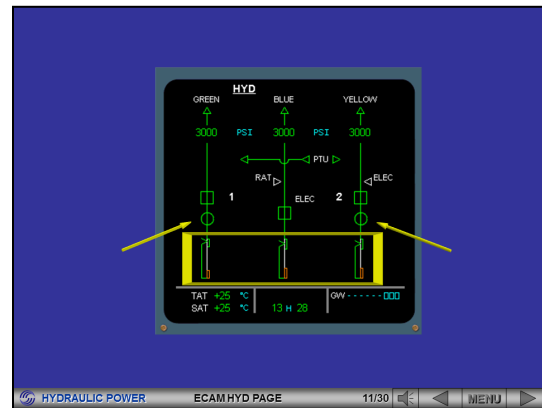 HYD
GREEN BLUE YELLOW
3000 PSI 3000 PSI 3000
PTU
RAT ELEC
1 ELEC 2
TAT +25 °C GW - - - - - -
SAT +25 °C 13 H 28
HYDRAULIC POWER ECAM HYD PAGE 11/30 MENU